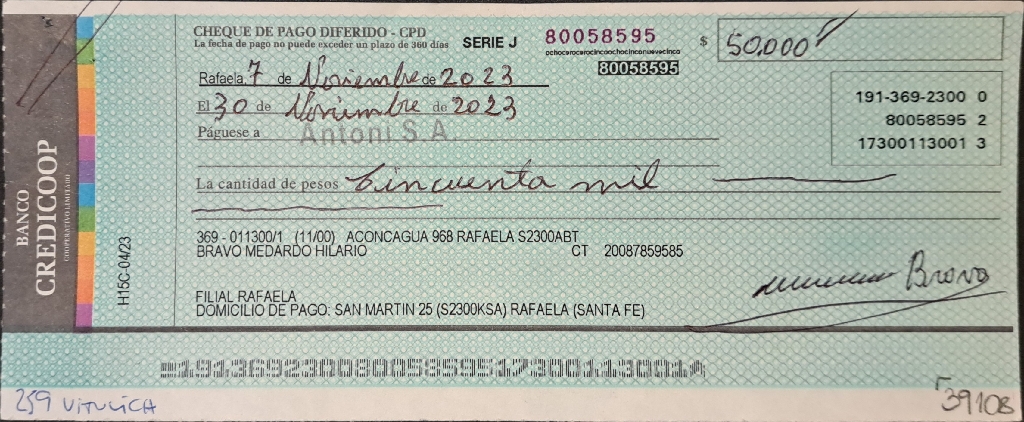 BANCO
CREDICOOP
COOPERATIVO LIMITADO
H15C-04/23
CHEQUE DE PAGO DIFERIDO - CPD
La fecha de pago no puede exceder un plazo de 360 días
SERIE J
80058595
ochocerocerocincoochocinconuevecinco
80058595
$ 50.000
Rafaela, 7 de Noviembre de 2023
El 30 de Noviembre de 2023
Páguese a Antoni S.A.
191-369-2300 0
80058595 2
17300113001 3
La cantidad de pesos Cincuenta mil
369 - 011300/1 (11/00) ACONCAGUA 968 RAFAELA S2300ABT
BRAVO MEDARDO HILARIO CT 20087859585
Bravo
FILIAL RAFAELA
DOMICILIO DE PAGO: SAN MARTIN 25 (S2300KSA) RAFAELA (SANTA FE)
19136923008005859517300113001
259 VITULICH
39108